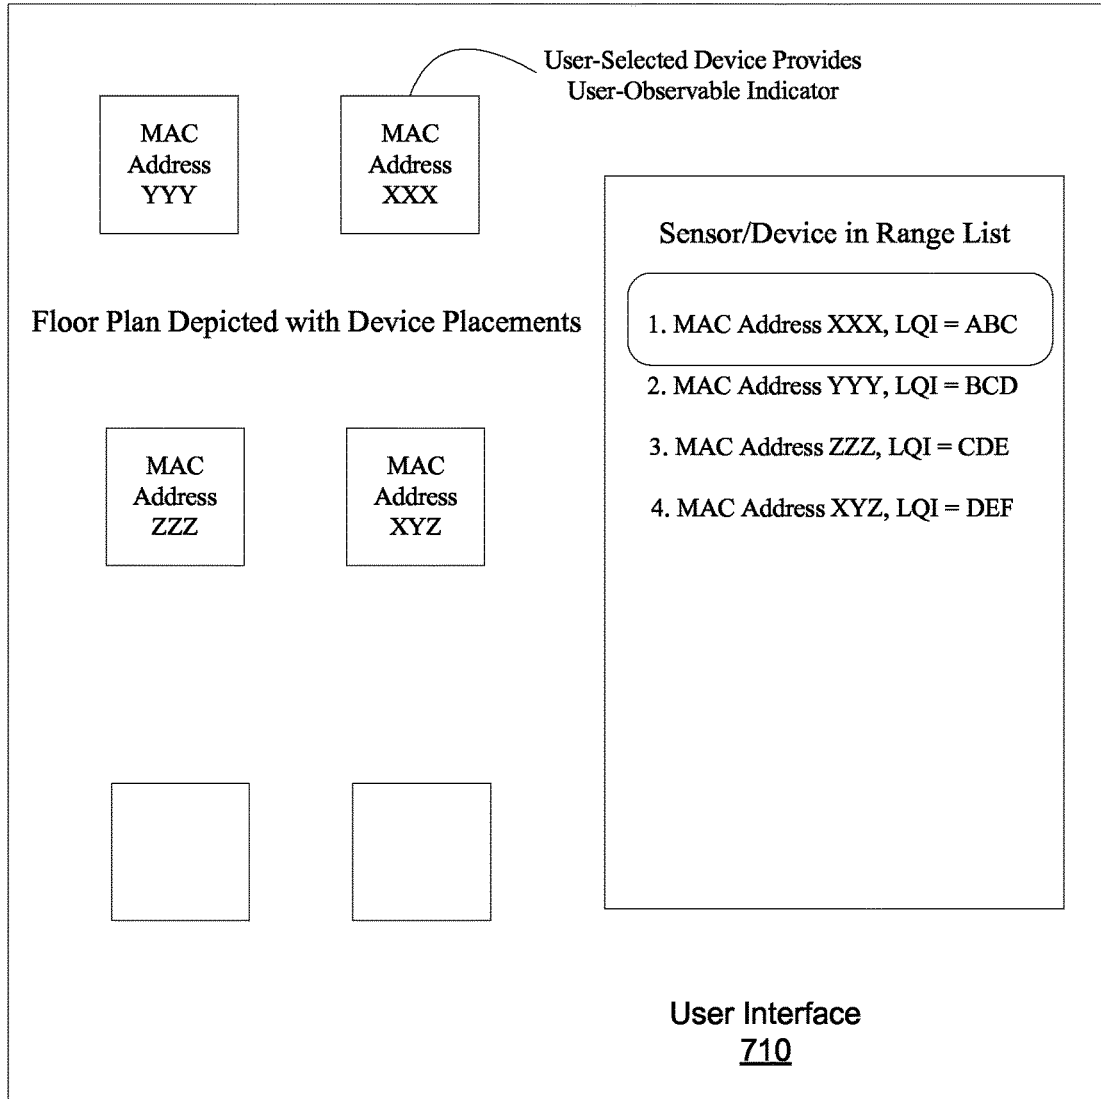 User-Selected Device Provides
User-Observable Indicator
MAC
Address
YYY
MAC
Address
XXX
Floor Plan Depicted with Device Placements
MAC
Address
ZZZ
MAC
Address
XYZ
Sensor/Device in Range List
1. MAC Address XXX, LQI = ABC
2. MAC Address YYY, LQI = BCD
3. MAC Address ZZZ, LQI = CDE
4. MAC Address XYZ, LQI = DEF
User Interface
710